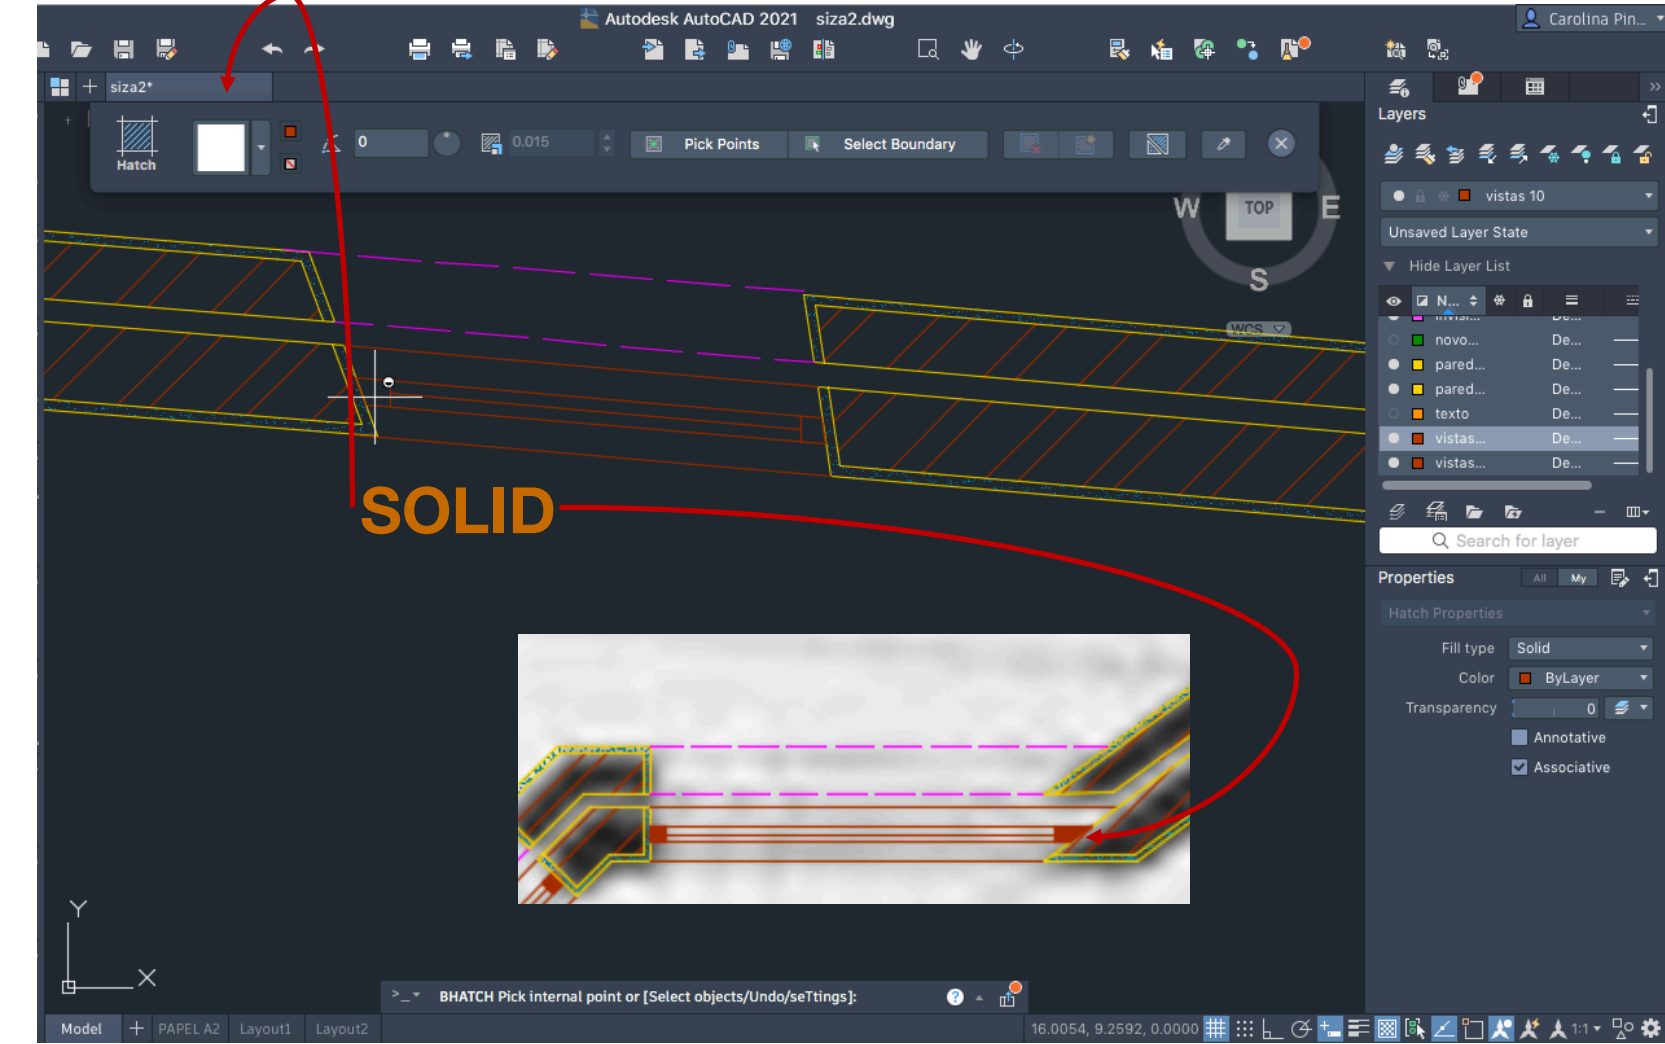 Autodesk AutoCAD 2021 siza2.dwg
Carolina Pin...
siza2*
Layers
0
0.015
Pick Points
Select Boundary
Hatch
W
TOP
E
S
WCS
vistas 10
Unsaved Layer State
Hide Layer List
N...
De...
novo... De...
pared... De...
pared... De...
texto De...
vistas... De...
vistas... De...
SOLID
Search for layer
Properties
All
My
Hatch Properties
Fill type Solid
Color ByLayer
Transparency 0
Annotative
Associative
Y
X
>_ BHATCH Pick internal point or [Select objects/Undo/seTtings]:
?
Model
PAPEL A2
Layout1
Layout2
16.0054, 9.2592, 0.0000
1:1